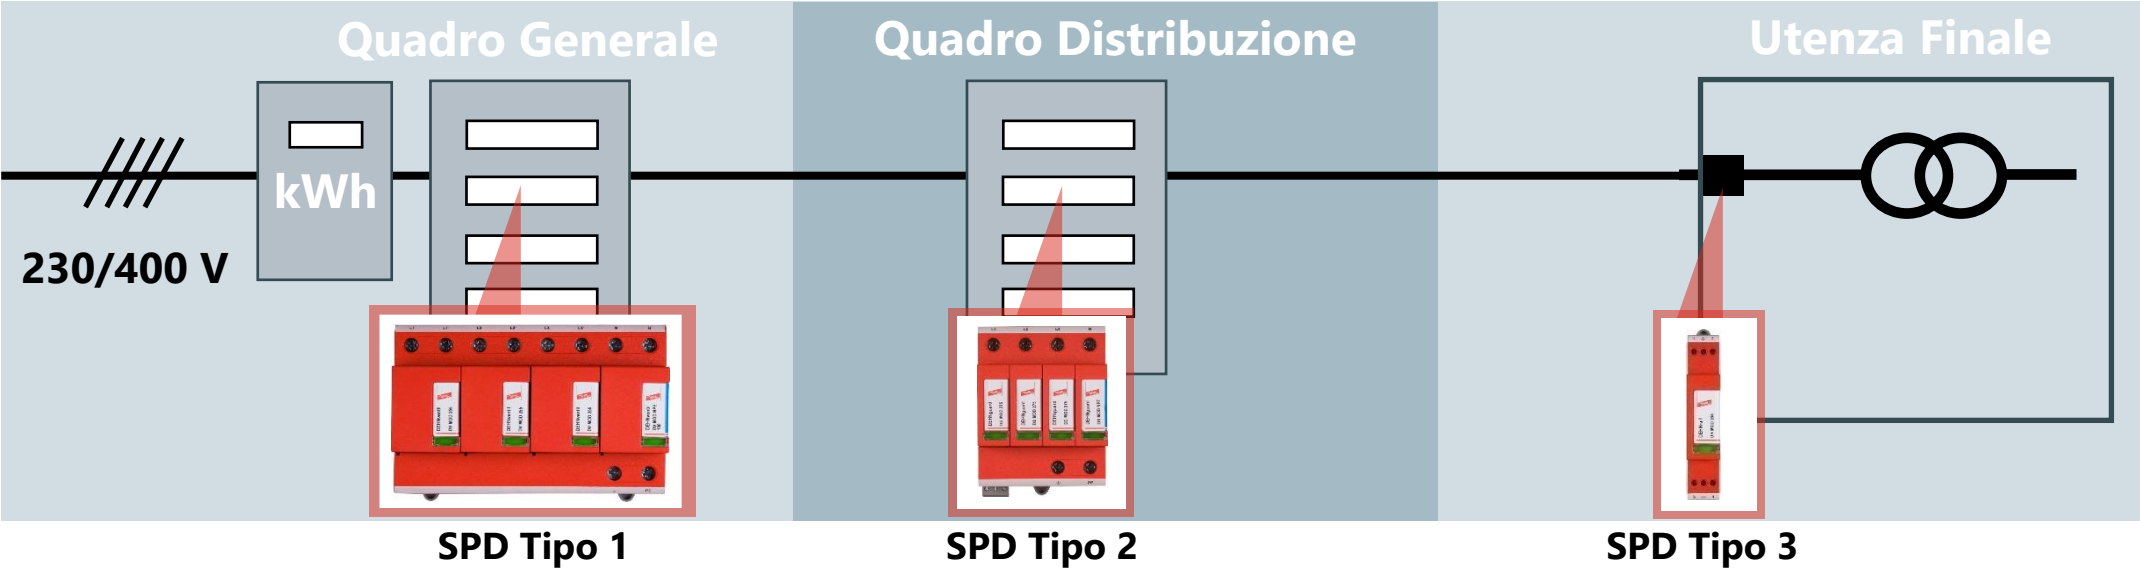 Quadro Generale
Quadro Distribuzione
Utenza Finale
kWh
230/400 V
SPD Tipo 1
SPD Tipo 2
SPD Tipo 3